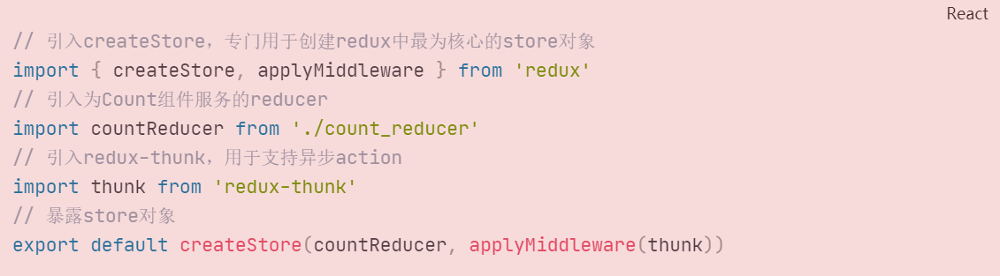 React
// 引入createStore，专门用于创建redux中最为核心的store对象
import { createStore, applyMiddleware } from 'redux'
// 引入为Count组件服务的reducer
import countReducer from './count_reducer'
// 引入redux-thunk，用于支持异步action
import thunk from 'redux-thunk'
// 暴露store对象
export default createStore(countReducer, applyMiddleware(thunk))